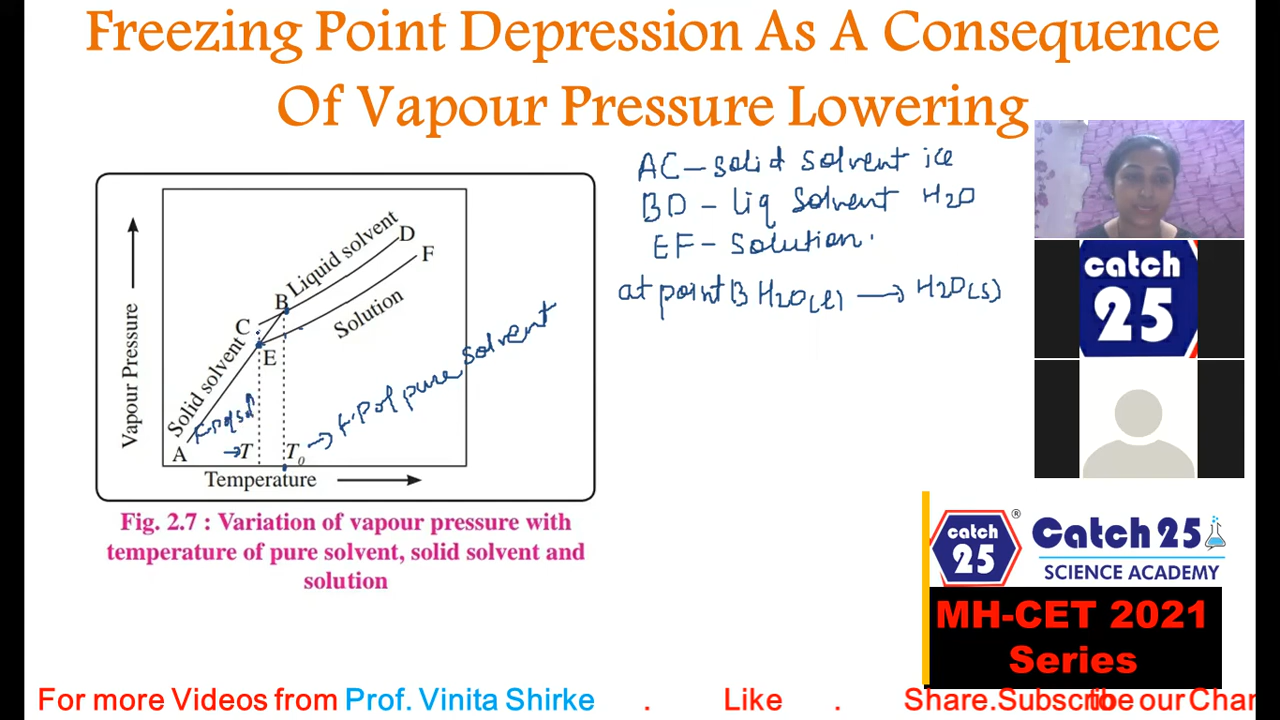 Freezing Point Depression As A Consequence
Of Vapour Pressure Lowering
AC – Solid Solvent ice
BD – Liq Solvent H2O
EF – Solution.
at point B H2O(l) → H2O(s)
Vapour Pressure
Solid solvent
Liquid solvent
Solution
A
B
C
D
E
F
F.P of sol
→ T
T0 → F.P of pure solvent
Temperature
Fig. 2.7 : Variation of vapour pressure with
temperature of pure solvent, solid solvent and
solution
catch
25
catch
25
®
Catch 25
SCIENCE ACADEMY
MH-CET 2021
Series
For more Videos from Prof. Vinita Shirke . Like . Share.